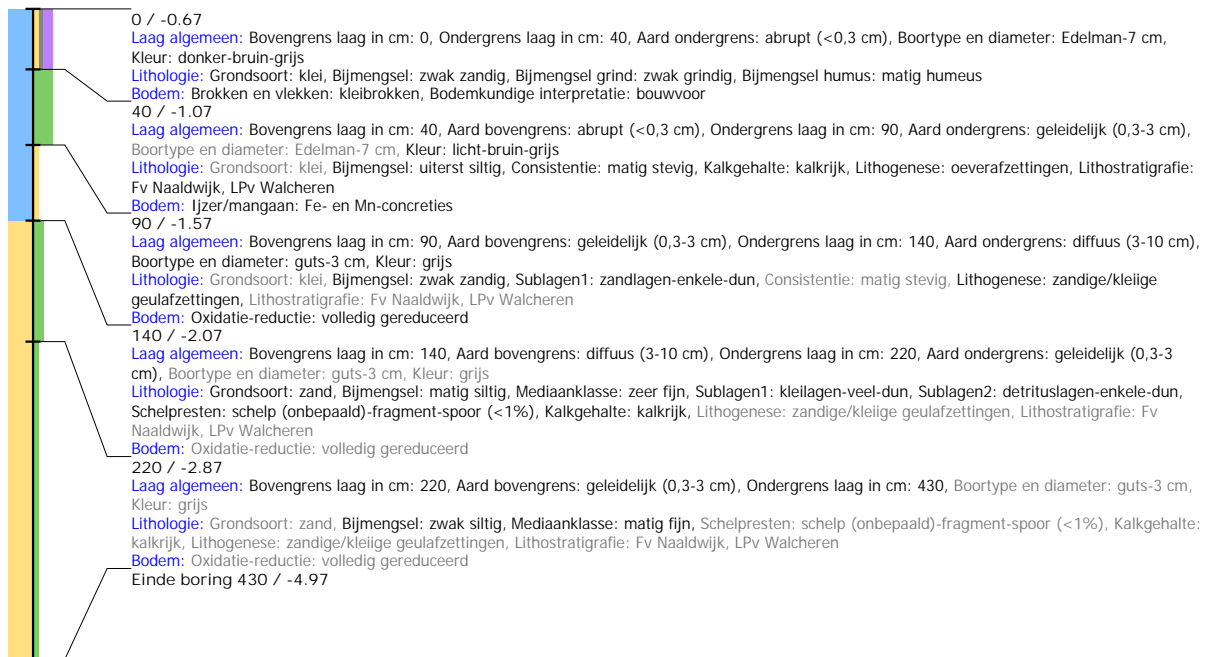 0 / -0.67
Laag algemeen: Bovengrens laag in cm: 0, Ondergrens laag in cm: 40, Aard ondergrens: abrupt (<0,3 cm), Boortype en diameter: Edelman-7 cm,
Kleur: donker-bruin-grijs
Lithologie: Grondsoort: klei, Bijmengsel: zwak zandig, Bijmengsel grind: zwak grindig, Bijmengsel humus: matig humeus
Bodem: Brokken en vlekken: kleibrokken, Bodemkundige interpretatie: bouwvoor
40 / -1.07
Laag algemeen: Bovengrens laag in cm: 40, Aard bovengrens: abrupt (<0,3 cm), Ondergrens laag in cm: 90, Aard ondergrens: geleidelijk (0,3-3 cm),
Boortype en diameter: Edelman-7 cm, Kleur: licht-bruin-grijs
Lithologie: Grondsoort: klei, Bijmengsel: uiterst siltig, Consistentie: matig stevig, Kalkgehalte: kalkrijk, Lithogenese: oeverafzettingen, Lithostratigrafie:
Fv Naaldwijk, LPv Walcheren
Bodem: Ijzer/mangaan: Fe- en Mn-concreties
90 / -1.57
Laag algemeen: Bovengrens laag in cm: 90, Aard bovengrens: geleidelijk (0,3-3 cm), Ondergrens laag in cm: 140, Aard ondergrens: diffuus (3-10 cm),
Boortype en diameter: guts-3 cm, Kleur: grijs
Lithologie: Grondsoort: klei, Bijmengsel: zwak zandig, Sublagen1: zandlagen-enkele-dun, Consistentie: matig stevig, Lithogenese: zandige/kleiige
geulafzettingen, Lithostratigrafie: Fv Naaldwijk, LPv Walcheren
Bodem: Oxidatie-reductie: volledig gereduceerd
140 / -2.07
Laag algemeen: Bovengrens laag in cm: 140, Aard bovengrens: diffuus (3-10 cm), Ondergrens laag in cm: 220, Aard ondergrens: geleidelijk (0,3-3
cm), Boortype en diameter: guts-3 cm, Kleur: grijs
Lithologie: Grondsoort: zand, Bijmengsel: matig siltig, Mediaanklasse: zeer fijn, Sublagen1: kleilagen-veel-dun, Sublagen2: detrituslagen-enkele-dun,
Schelpresten: schelp (onbepaald)-fragment-spoor (<1%), Kalkgehalte: kalkrijk, Lithogenese: zandige/kleiige geulafzettingen, Lithostratigrafie: Fv
Naaldwijk, LPv Walcheren
Bodem: Oxidatie-reductie: volledig gereduceerd
220 / -2.87
Laag algemeen: Bovengrens laag in cm: 220, Aard bovengrens: geleidelijk (0,3-3 cm), Ondergrens laag in cm: 430, Boortype en diameter: guts-3 cm,
Kleur: grijs
Lithologie: Grondsoort: zand, Bijmengsel: zwak siltig, Mediaanklasse: matig fijn, Schelpresten: schelp (onbepaald)-fragment-spoor (<1%), Kalkgehalte:
kalkrijk, Lithogenese: zandige/kleiige geulafzettingen, Lithostratigrafie: Fv Naaldwijk, LPv Walcheren
Bodem: Oxidatie-reductie: volledig gereduceerd
Einde boring 430 / -4.97